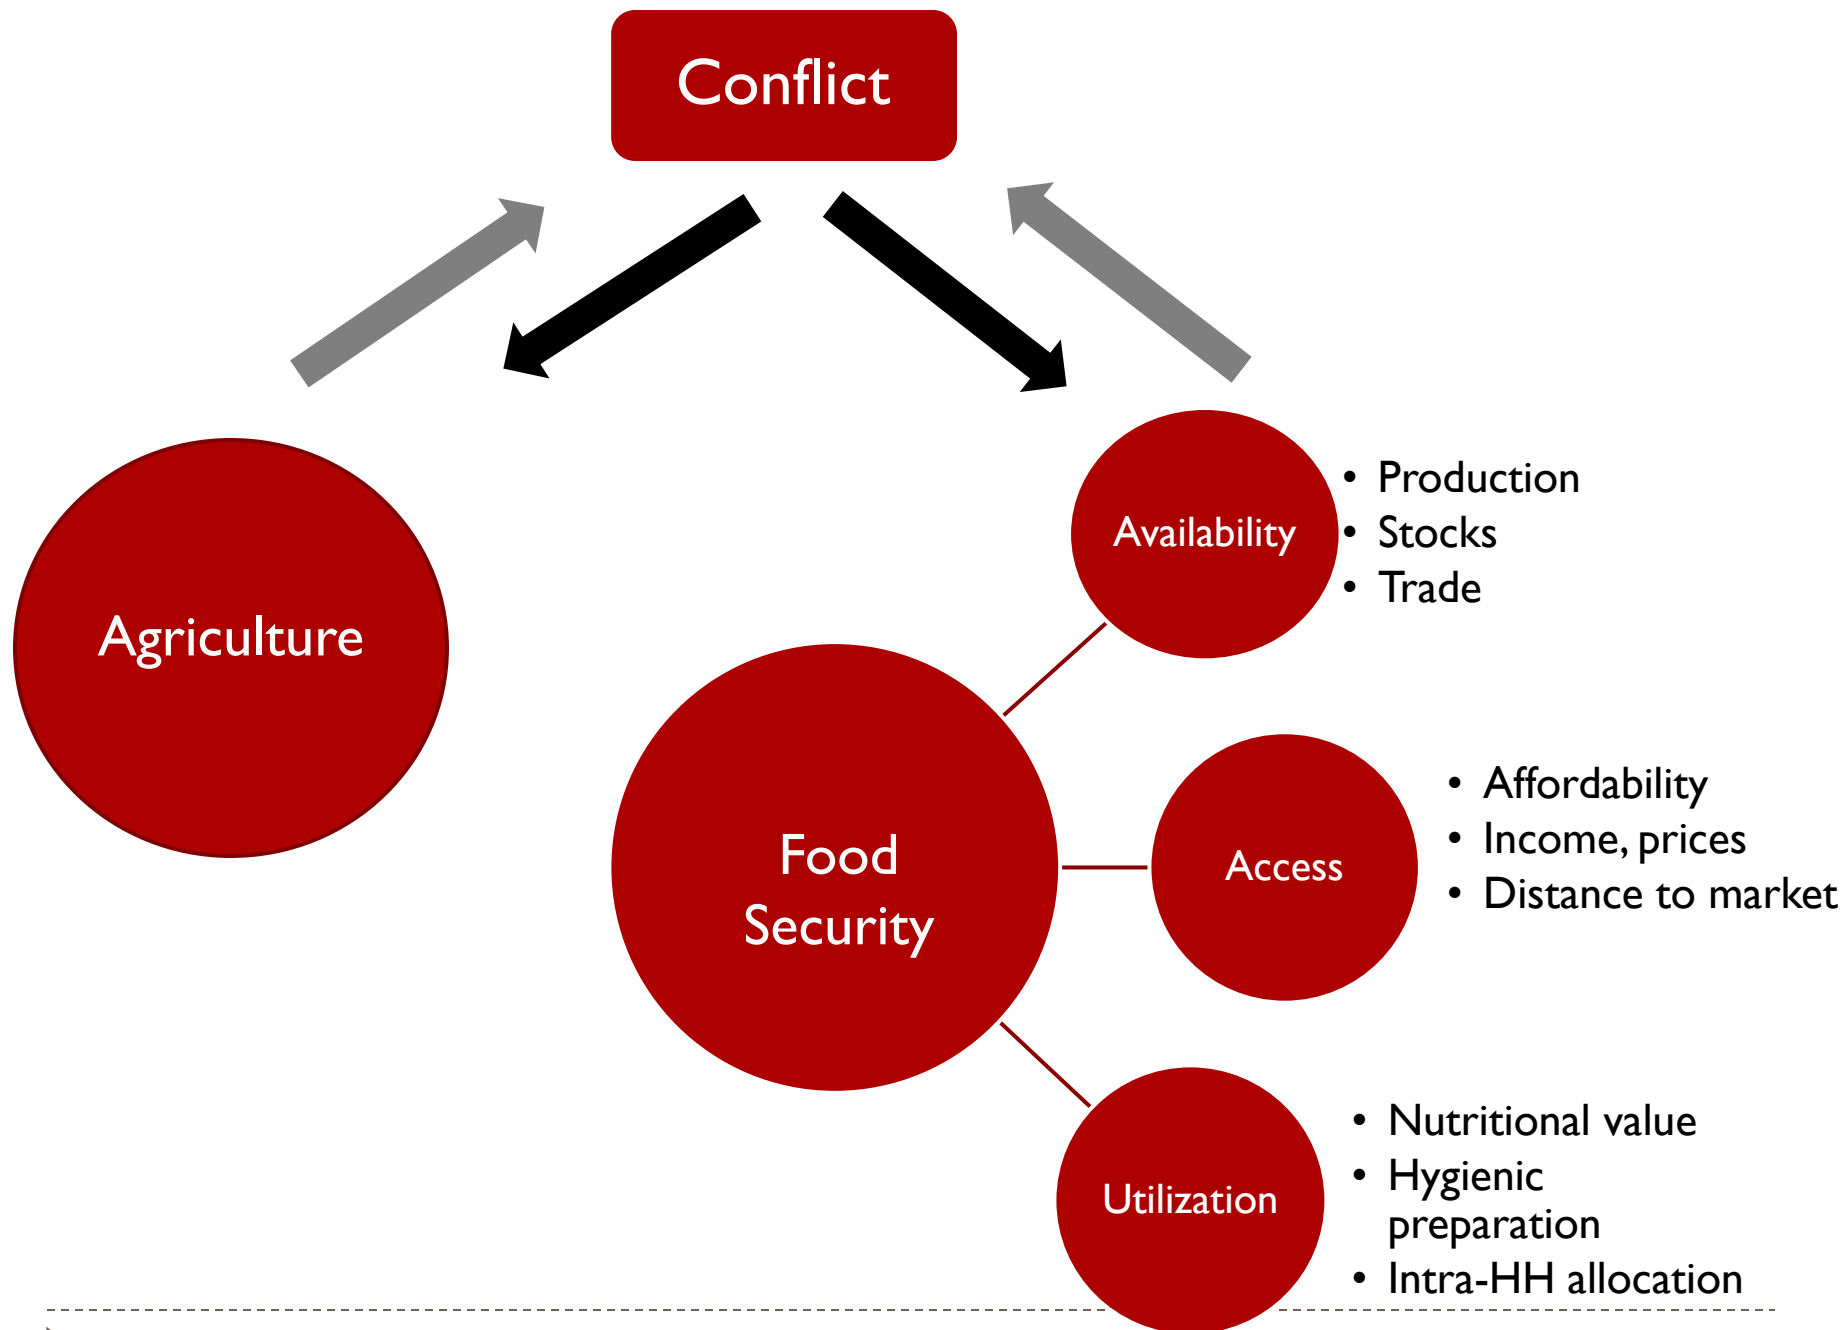 Conflict
Agriculture
Availability
• Production
• Stocks
• Trade
Food
Security
Access
• Affordability
• Income, prices
• Distance to market
Utilization
• Nutritional value
• Hygienic
preparation
• Intra-HH allocation